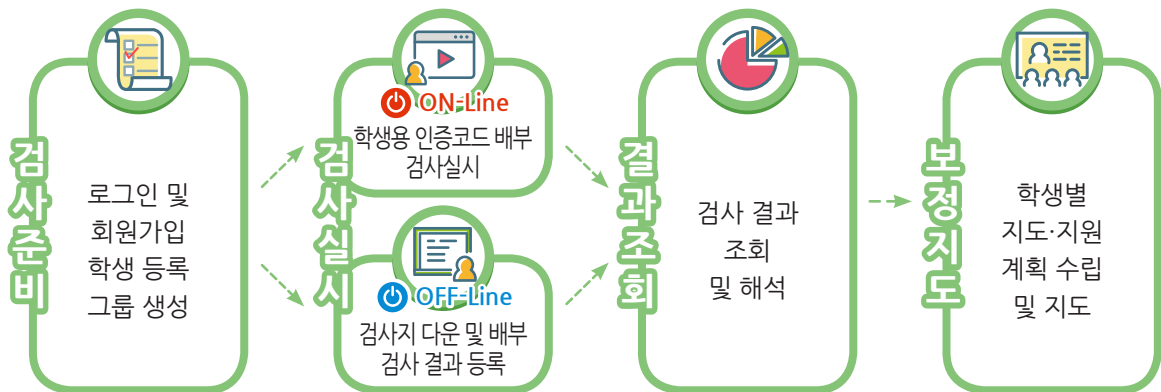 검사준비
로그인 및
회원가입
학생 등록
그룹 생성
검사실시
ON-Line
학생용 인증코드 배부
검사실시
OFF-Line
검사지 다운 및 배부
검사 결과 등록
결과조회
검사 결과
조회
및 해석
보정지도
학생별
지도·지원
계획 수립
및 지도